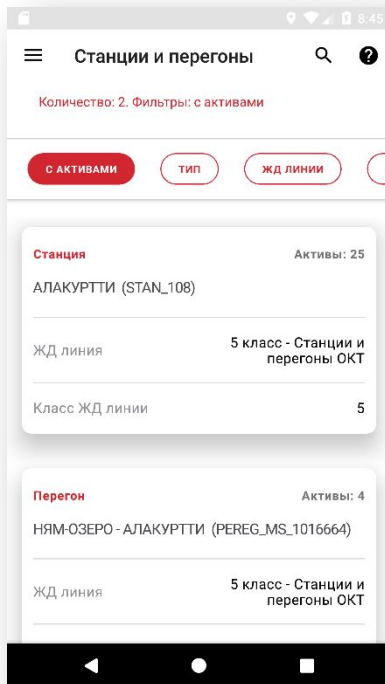 8:45
Станции и перегоны
Количество: 2. Фильтры: с активами
С АКТИВАМИ ТИП ЖД ЛИНИИ
Станция Активы: 25
АЛАКУРТТИ (STAN_108)
ЖД линия 5 класс - Станции и
перегоны ОКТ
Класс ЖД линии 5
Перегон Активы: 4
НЯМ-ОЗЕРО - АЛАКУРТТИ (PEREG_MS_1016664)
ЖД линия 5 класс - Станции и
перегоны ОКТ